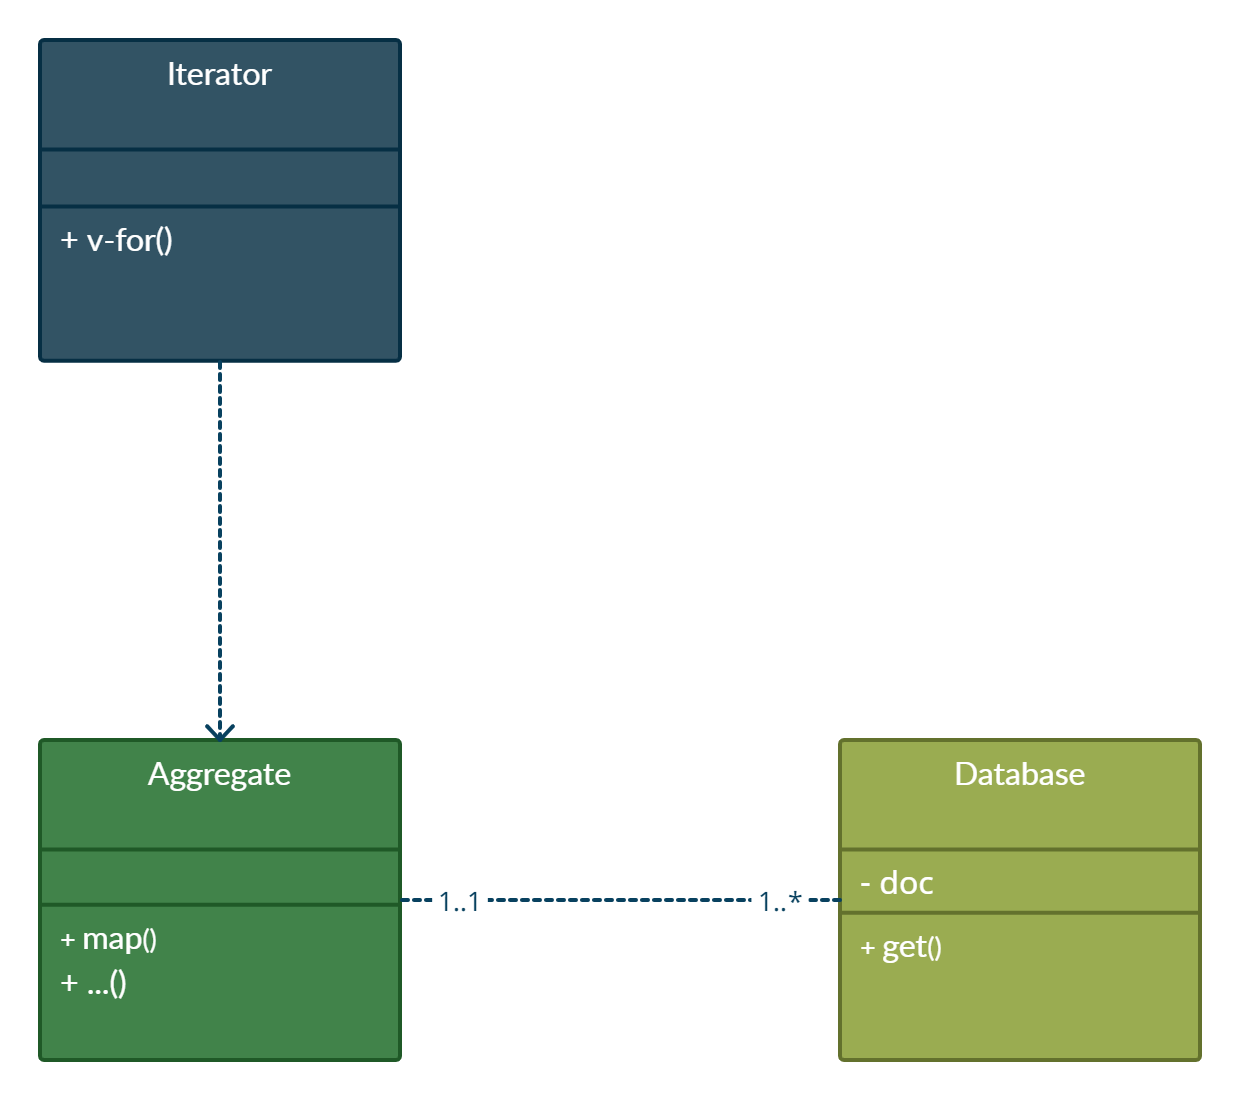 Iterator
+ v-for()
Aggregate
+ map()
+ ...()
1..1
1..*
Database
- doc
+ get()